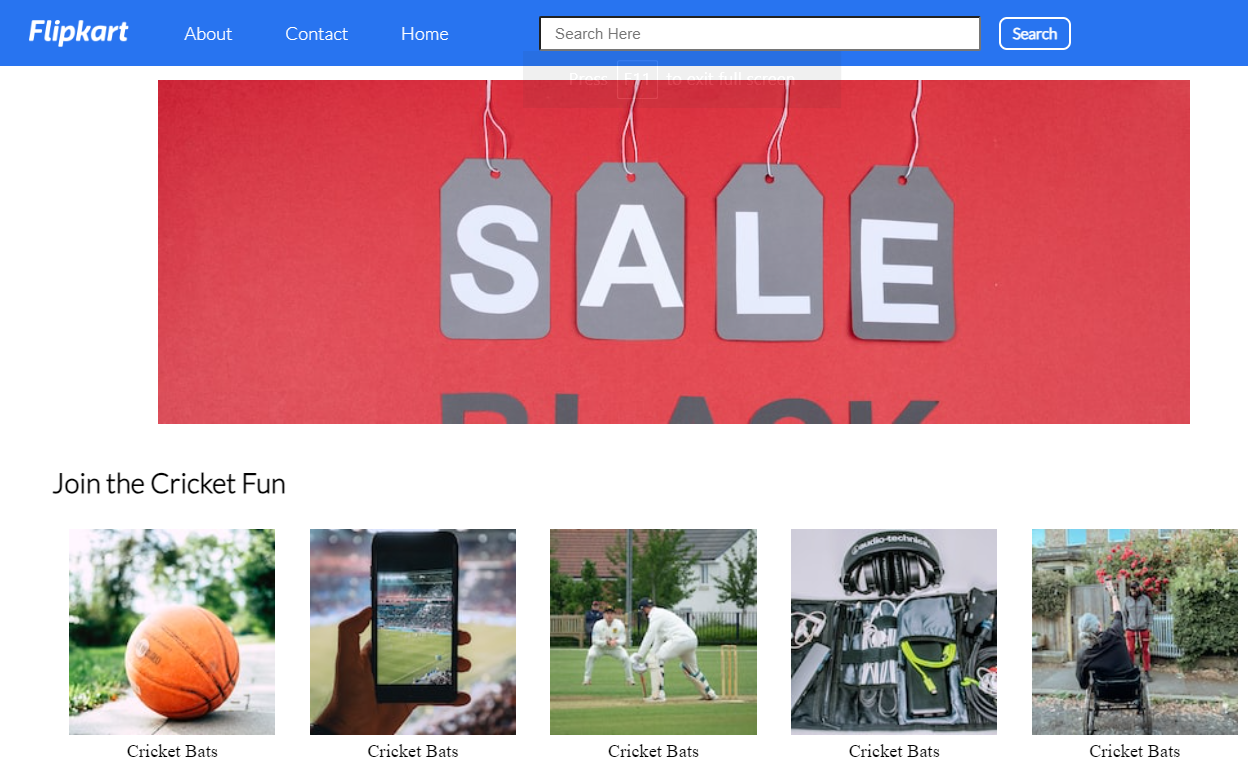 Flipkart
About
Contact
Home
Search Here
Search
Press F11 to exit full screen
SALE
BLACK
Join the Cricket Fun
audio-technica
Cricket Bats
Cricket Bats
Cricket Bats
Cricket Bats
Cricket Bats